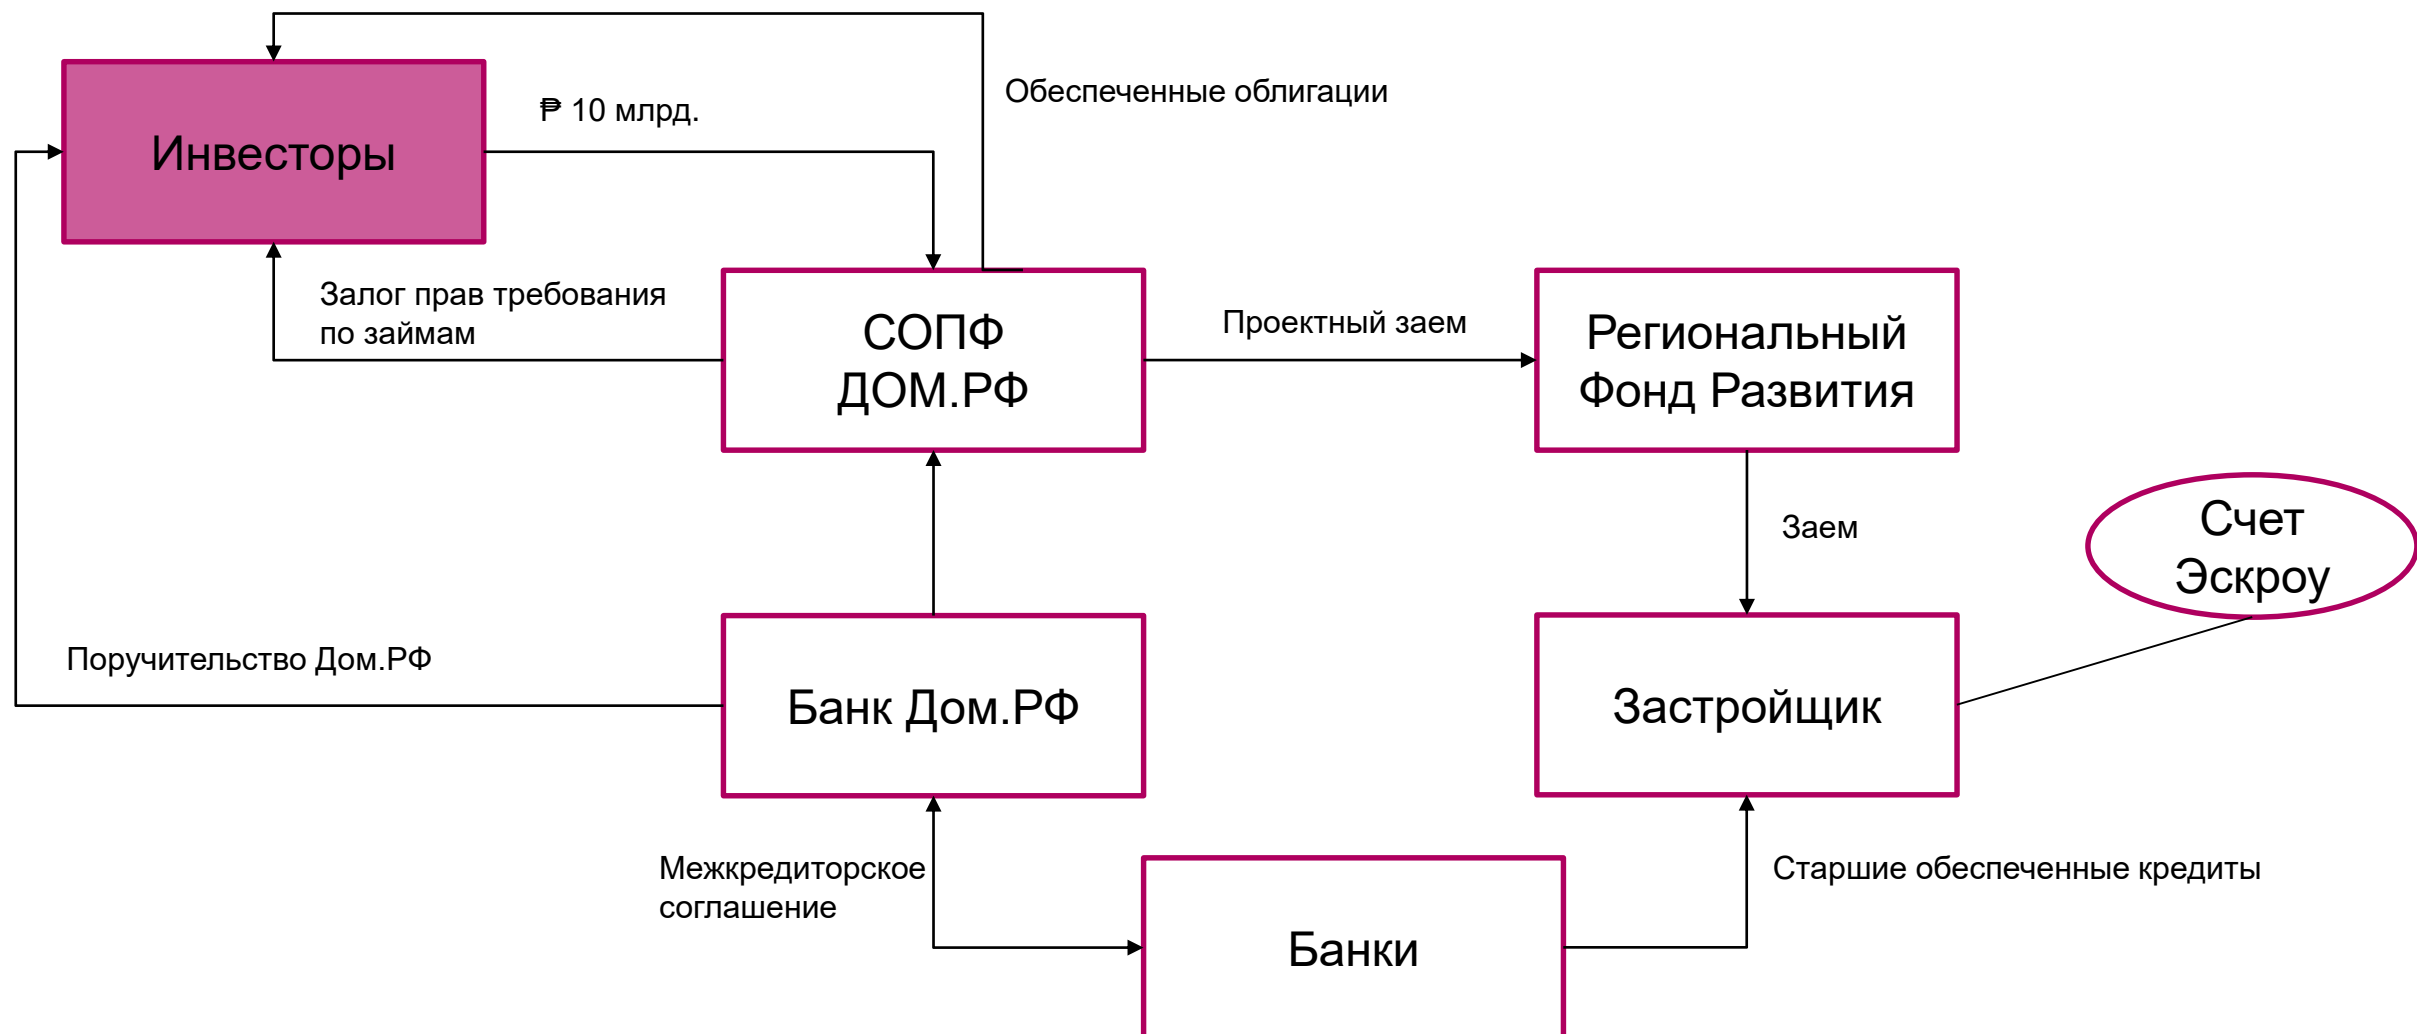 Обеспеченные облигации
₱ 10 млрд.
Инвесторы
Залог прав требования
по займам
СОПФ
ДОМ.РФ
Проектный заем
Региональный
Фонд Развития
Заем
Счет
Эскроу
Поручительство Дом.РФ
Банк Дом.РФ
Застройщик
Межкредиторское
соглашение
Старшие обеспеченные кредиты
Банки